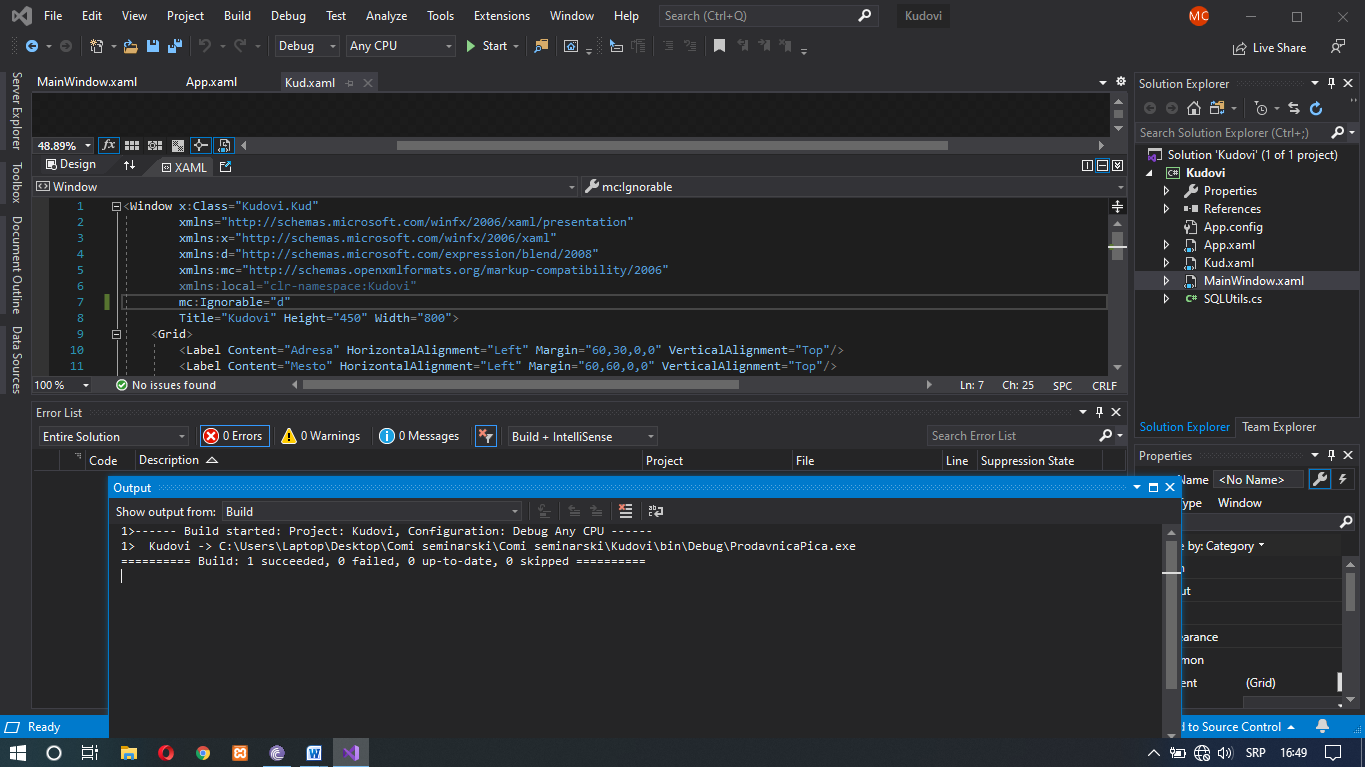 File Edit View Project Build Debug Test Analyze Tools Extensions Window Help Search (Ctrl+Q) Kudovi MC
Debug Any CPU Start Live Share
Server Explorer
Toolbox
Document Outline
Data Sources
MainWindow.xaml App.xaml Kud.xaml
48.89% fx
Design XAML
Window mc:Ignorable
1 <Window x:Class="Kudovi.Kud"
2 xmlns="http://schemas.microsoft.com/winfx/2006/xaml/presentation"
3 xmlns:x="http://schemas.microsoft.com/winfx/2006/xaml"
4 xmlns:d="http://schemas.microsoft.com/expression/blend/2008"
5 xmlns:mc="http://schemas.openxmlformats.org/markup-compatibility/2006"
6 xmlns:local="clr-namespace:Kudovi"
7 mc:Ignorable="d"
8 Title="Kudovi" Height="450" Width="800">
9 <Grid>
10 <Label Content="Adresa" HorizontalAlignment="Left" Margin="60,30,0,0" VerticalAlignment="Top"/>
11 <Label Content="Mesto" HorizontalAlignment="Left" Margin="60,60,0,0" VerticalAlignment="Top"/>
100 % No issues found Ln: 7 Ch: 25 SPC CRLF
Error List
Entire Solution 0 Errors 0 Warnings 0 Messages Build + IntelliSense Search Error List
Code Description Project File Line Suppression State
Output
Show output from: Build
1>------ Build started: Project: Kudovi, Configuration: Debug Any CPU ------
1>  Kudovi -> C:\Users\Laptop\Desktop\Comi seminarski\Comi seminarski\Kudovi\bin\Debug\ProdavnicaPica.exe
========== Build: 1 succeeded, 0 failed, 0 up-to-date, 0 skipped ==========
Solution Explorer
Search Solution Explorer (Ctrl+;)
Solution 'Kudovi' (1 of 1 project)
C# Kudovi
Properties
References
App.config
App.xaml
Kud.xaml
MainWindow.xaml
C# SQLUtils.cs
Solution Explorer Team Explorer
Properties
Name <No Name>
ype Window
e by: Category
n
ut
earance
mon
ent (Grid)
Ready d to Source Control
W SRP 16:49